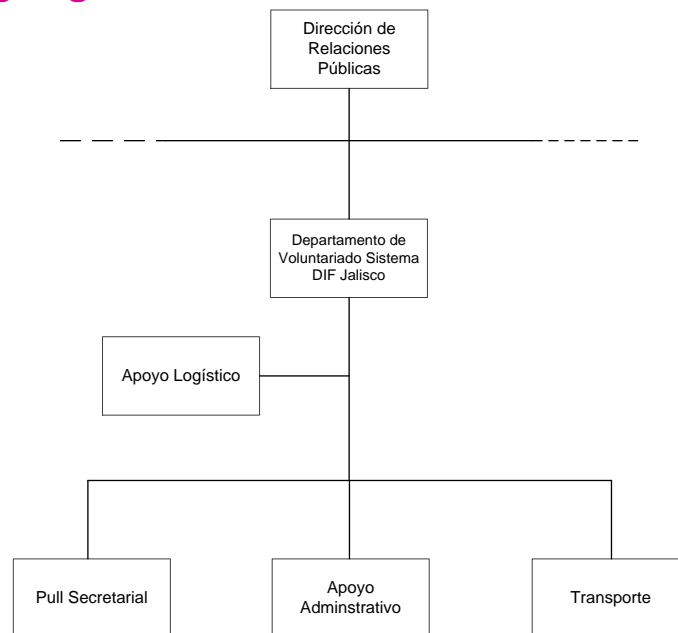 Dirección de
Relaciones
Públicas
Departamento de
Voluntariado Sistema
DIF Jalisco
Apoyo Logístico
Pull Secretarial
Apoyo
Adminstrativo
Transporte